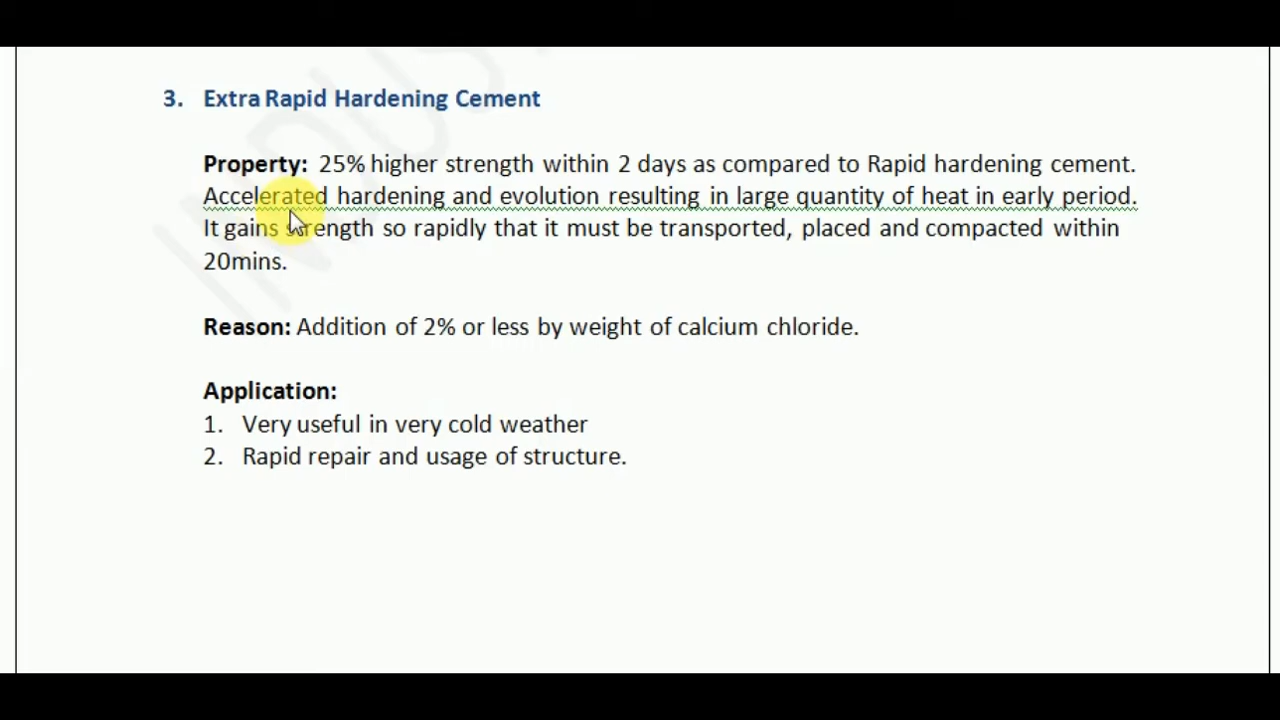 3. Extra Rapid Hardening Cement
Property: 25% higher strength within 2 days as compared to Rapid hardening cement.
Accelerated hardening and evolution resulting in large quantity of heat in early period.
It gains strength so rapidly that it must be transported, placed and compacted within
20mins.
Reason: Addition of 2% or less by weight of calcium chloride.
Application:
1. Very useful in very cold weather
2. Rapid repair and usage of structure.